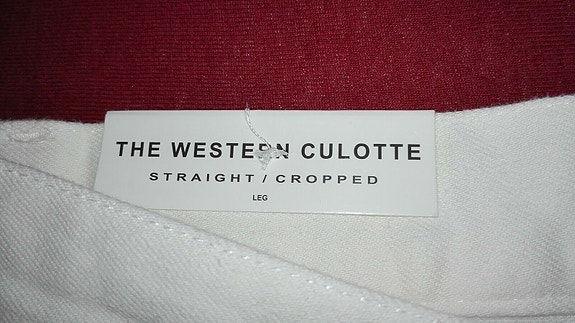 THE WESTERN CULOTTE
STRAIGHT / CROPPED
LEG